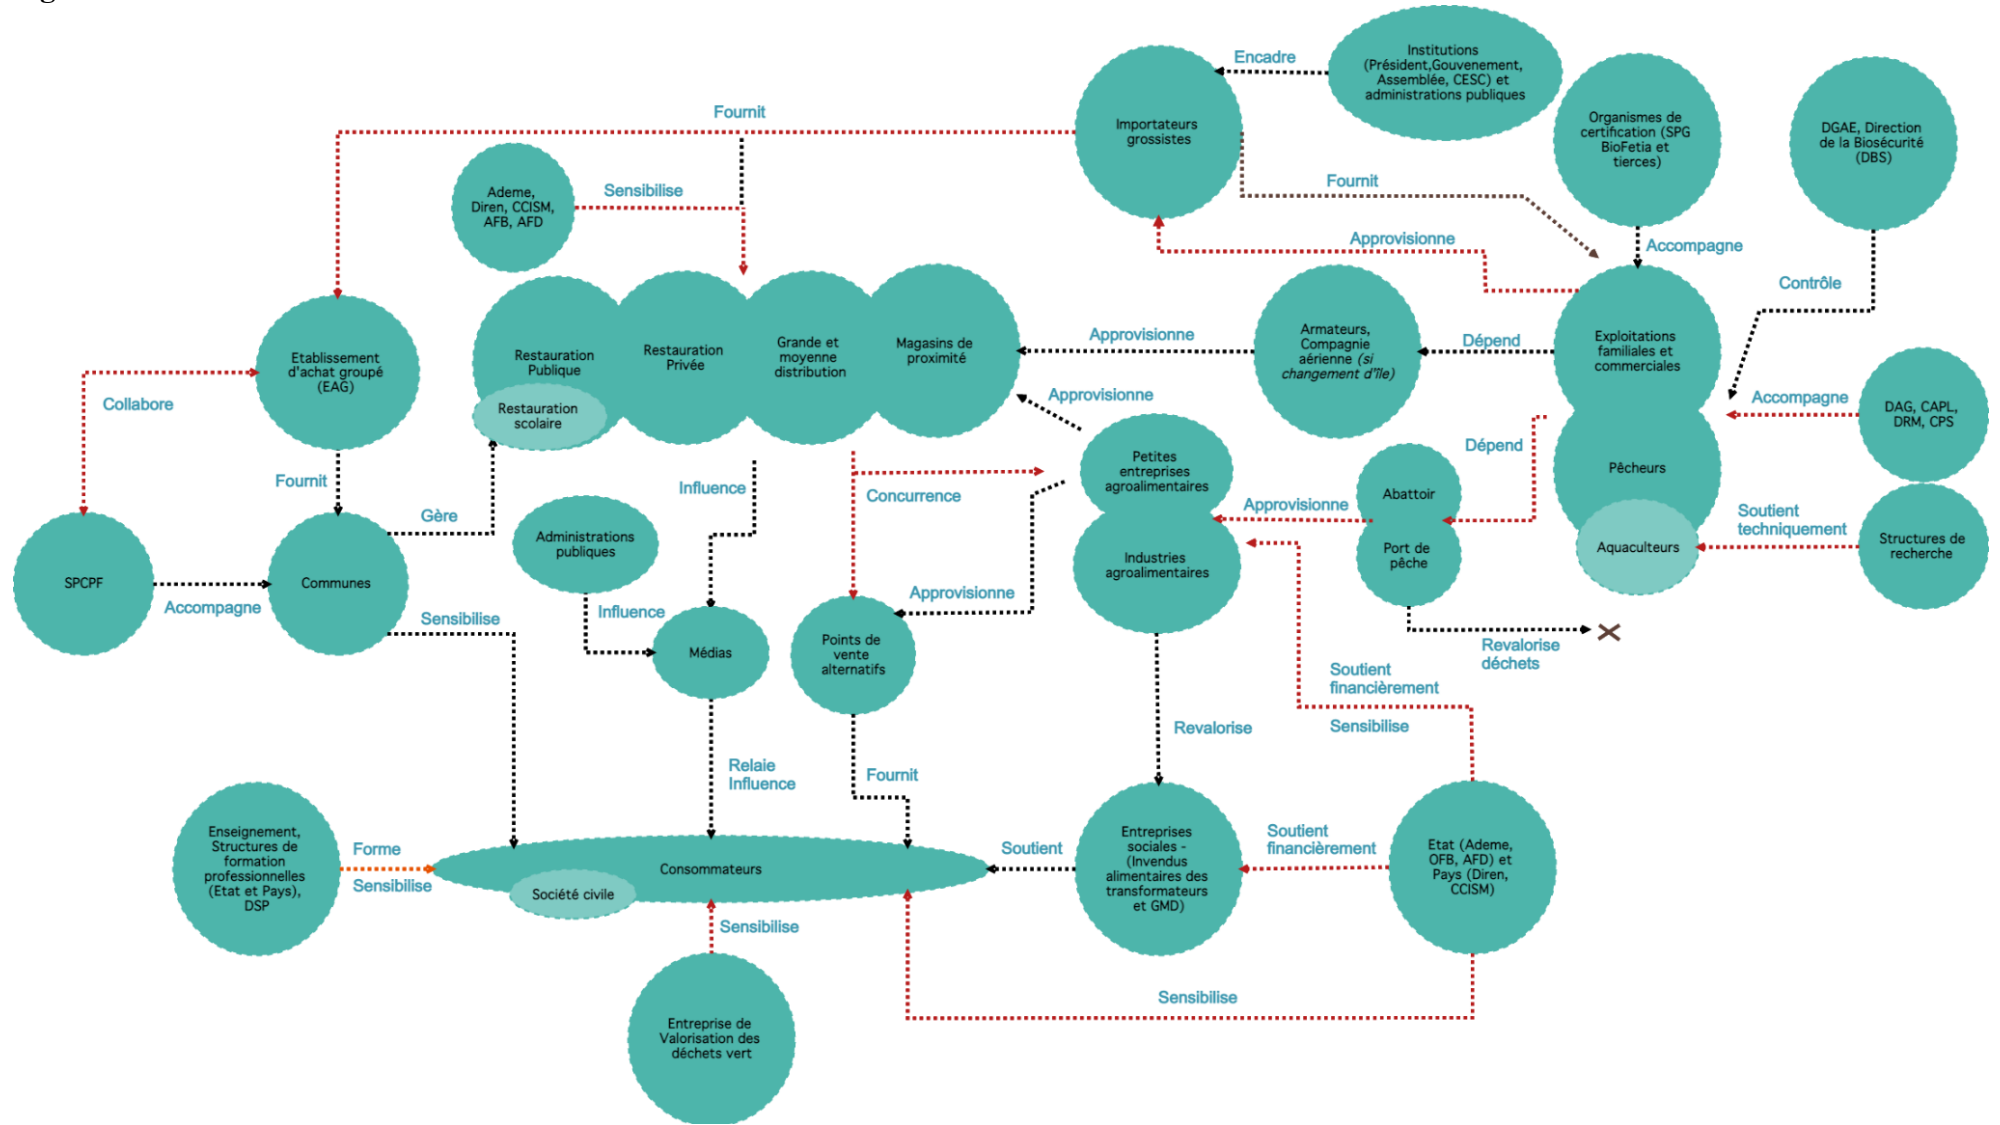 Encadre
Institutions
(Président,Gouvenement,
Assemblée, CESC) et
administrations publiques
Fournit
Importateurs
grossistes
Organismes de
certification (SPG
BioFetia et
tierces)
DGAE, Direction
de la Biosécurité
(DBS)
Ademe,
Diren, CCISM,
AFB, AFD
Sensibilise
Fournit
Approvisionne
Accompagne
Contrôle
Etablissement
d'achat groupé
(EAG)
Restauration
Publique
Restauration
scolaire
Restauration
Privée
Grande et
moyenne
distribution
Magasins de
proximité
Approvisionne
Armateurs,
Compagnie
aérienne (si
changement d'île)
Dépend
Exploitations
familiales et
commerciales
Collabore
Approvisionne
Accompagne
DAG, CAPL,
DRM, CPS
Dépend
Pêcheurs
Fournit
Influence
Concurrence
Petites
entreprises
agroalimentaires
Approvisionne
Abattoir
Soutient
techniquement
Gère
Administrations
publiques
Industries
agroalimentaires
Port de
pêche
Aquaculteurs
Structures de
recherche
SPCPF
Accompagne
Communes
Sensibilise
Influence
Approvisionne
Médias
Points de
vente
alternatifs
Revalorise
déchets
Soutient
financièrement
Sensibilise
Revalorise
Relaie
Influence
Fournit
Enseignement,
Structures de
formation
professionnelles
(Etat et Pays),
DSP
Forme
Sensibilise
Consommateurs
Société civile
Soutient
Entreprises
sociales -
(Invendus
alimentaires des
transformateurs
et GMD)
Soutient
financièrement
Etat (Ademe,
OFB, AFD) et
Pays (Diren,
CCISM)
Sensibilise
Sensibilise
Entreprise de
Valorisation des
déchets vert